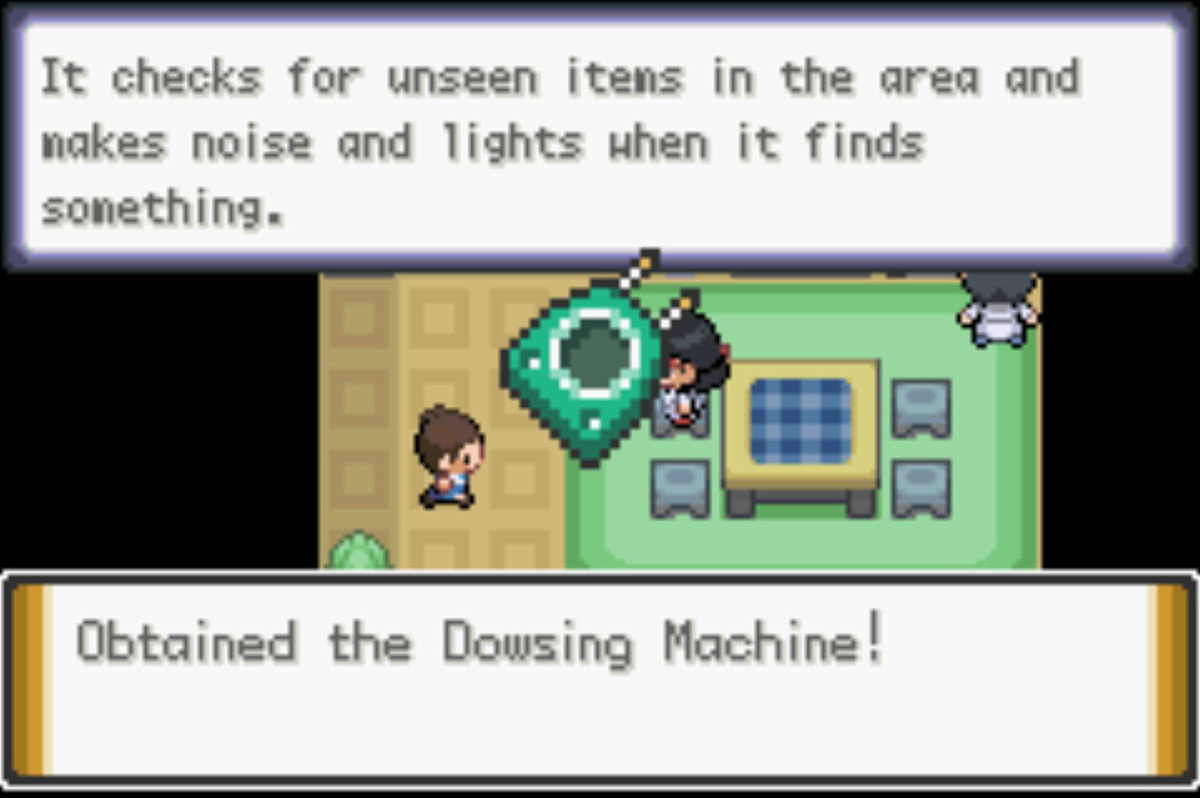 It checks for unseen items in the area and
makes noise and lights when it finds
something.
Obtained the Dowsing Machine!